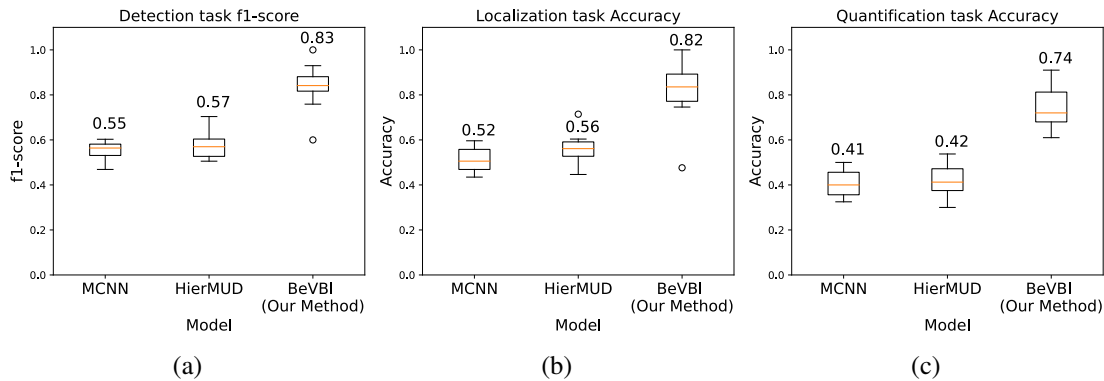 Detection task f1-score
f1-score
1.0
0.8
0.6
0.4
0.2
0.0
0.55
0.57
0.83
MCNN
HierMUD
BeVBI
(Our Method)
Model
(a)
Localization task Accuracy
Accuracy
1.0
0.8
0.6
0.4
0.2
0.0
0.52
0.56
0.82
MCNN
HierMUD
BeVBI
(Our Method)
Model
(b)
Quantification task Accuracy
Accuracy
1.0
0.8
0.6
0.4
0.2
0.0
0.41
0.42
0.74
MCNN
HierMUD
BeVBI
(Our Method)
Model
(c)